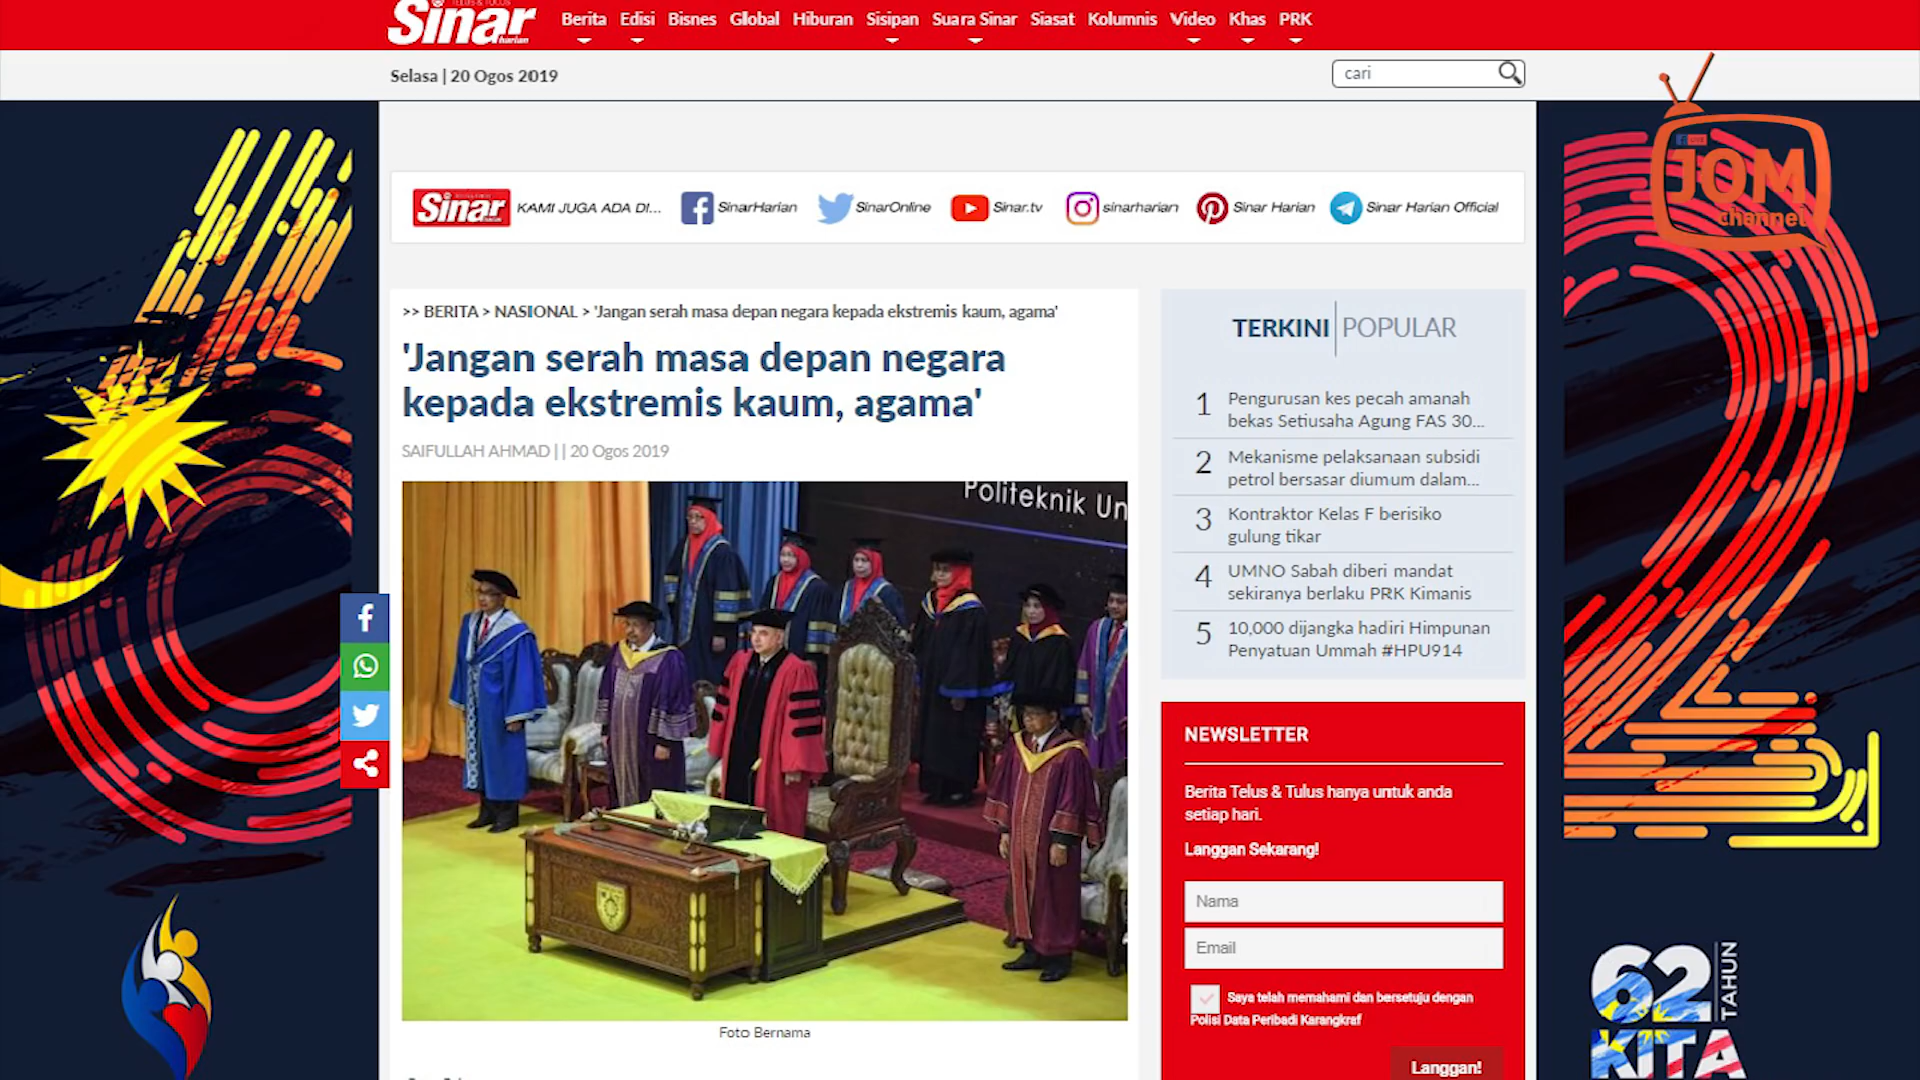 Sinar
harian
Berita Edisi Bisnes Global Hiburan Sisipan Suara Sinar Siasat Kolumnis Video Khas PRK
Selasa | 20 Ogos 2019
cari
JOM
channel
Sinar KAMI JUGA ADA DI... SinarHarian SinarOnline Sinar.tv sinarharian Sinar Harian Sinar Harian Official
>> BERITA > NASIONAL > 'Jangan serah masa depan negara kepada ekstremis kaum, agama'
'Jangan serah masa depan negara
kepada ekstremis kaum, agama'
SAIFULLAH AHMAD | | 20 Ogos 2019
Politeknik Un
Foto Bernama
TERKINI POPULAR
1 Pengurusan kes pecah amanah
bekas Setiusaha Agung FAS 30...
2 Mekanisme pelaksanaan subsidi
petrol bersasar diumum dalam...
3 Kontraktor Kelas F berisiko
gulung tikar
4 UMNO Sabah diberi mandat
sekiranya berlaku PRK Kimanis
5 10,000 dijangka hadiri Himpunan
Penyatuan Ummah #HPU914
NEWSLETTER
Berita Telus & Tulus hanya untuk anda
setiap hari.
Langgan Sekarang!
Nama
Email
Saya telah memahami dan bersetuju dengan
Polisi Data Peribadi Karangkraf
Langgan!
62 TAHUN
KITA